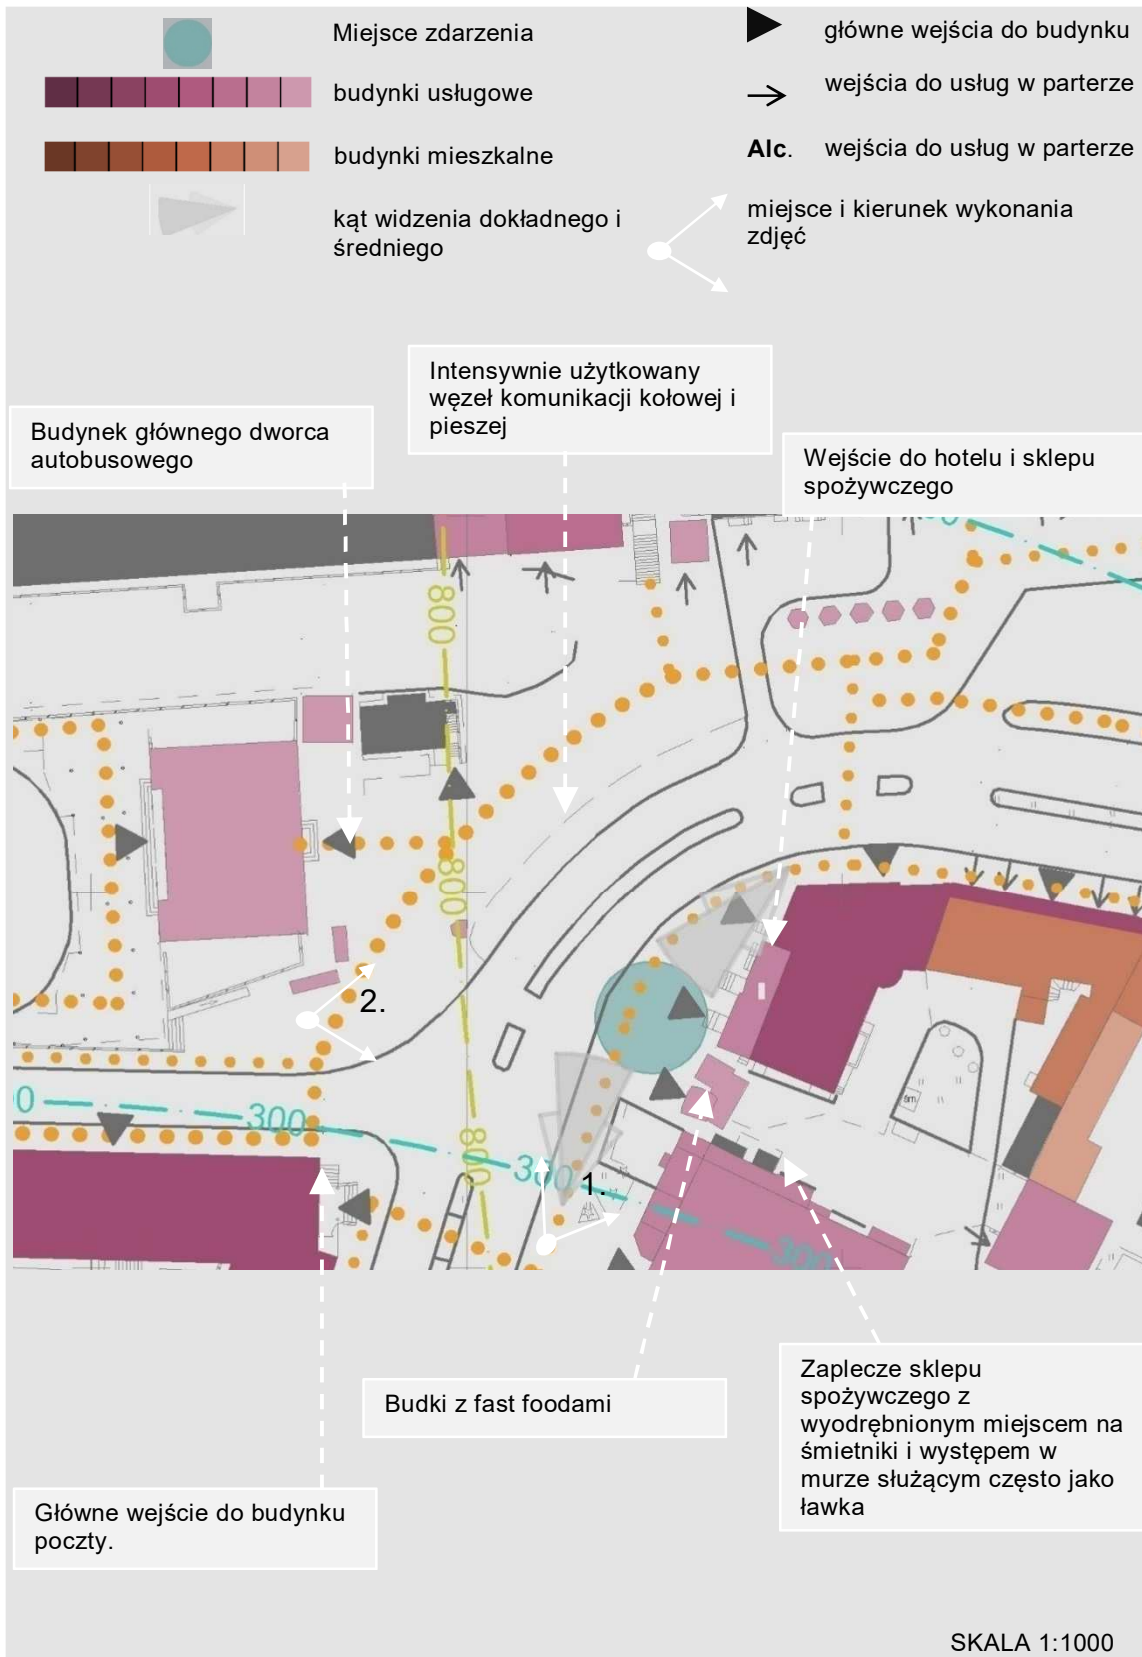 Miejsce zdarzenia
budynki usługowe
budynki mieszkalne
kąt widzenia dokładnego i
średniego
główne wejścia do budynku
wejścia do usług w parterze
Alc. wejścia do usług w parterze
miejsce i kierunek wykonania
zdjęć
Intensywnie użytkowany
węzeł komunikacji kołowej i
pieszej
Budynek głównego dworca
autobusowego
Wejście do hotelu i sklepu
spożywczego
800
800
2.
300
800
300
1.
300
Budki z fast foodami
Zaplecze sklepu
spożywczego z
wyodrębnionym miejscem na
śmietniki i występem w
murze służącym często jako
ławka
Główne wejście do budynku
poczty.
SKALA 1:1000